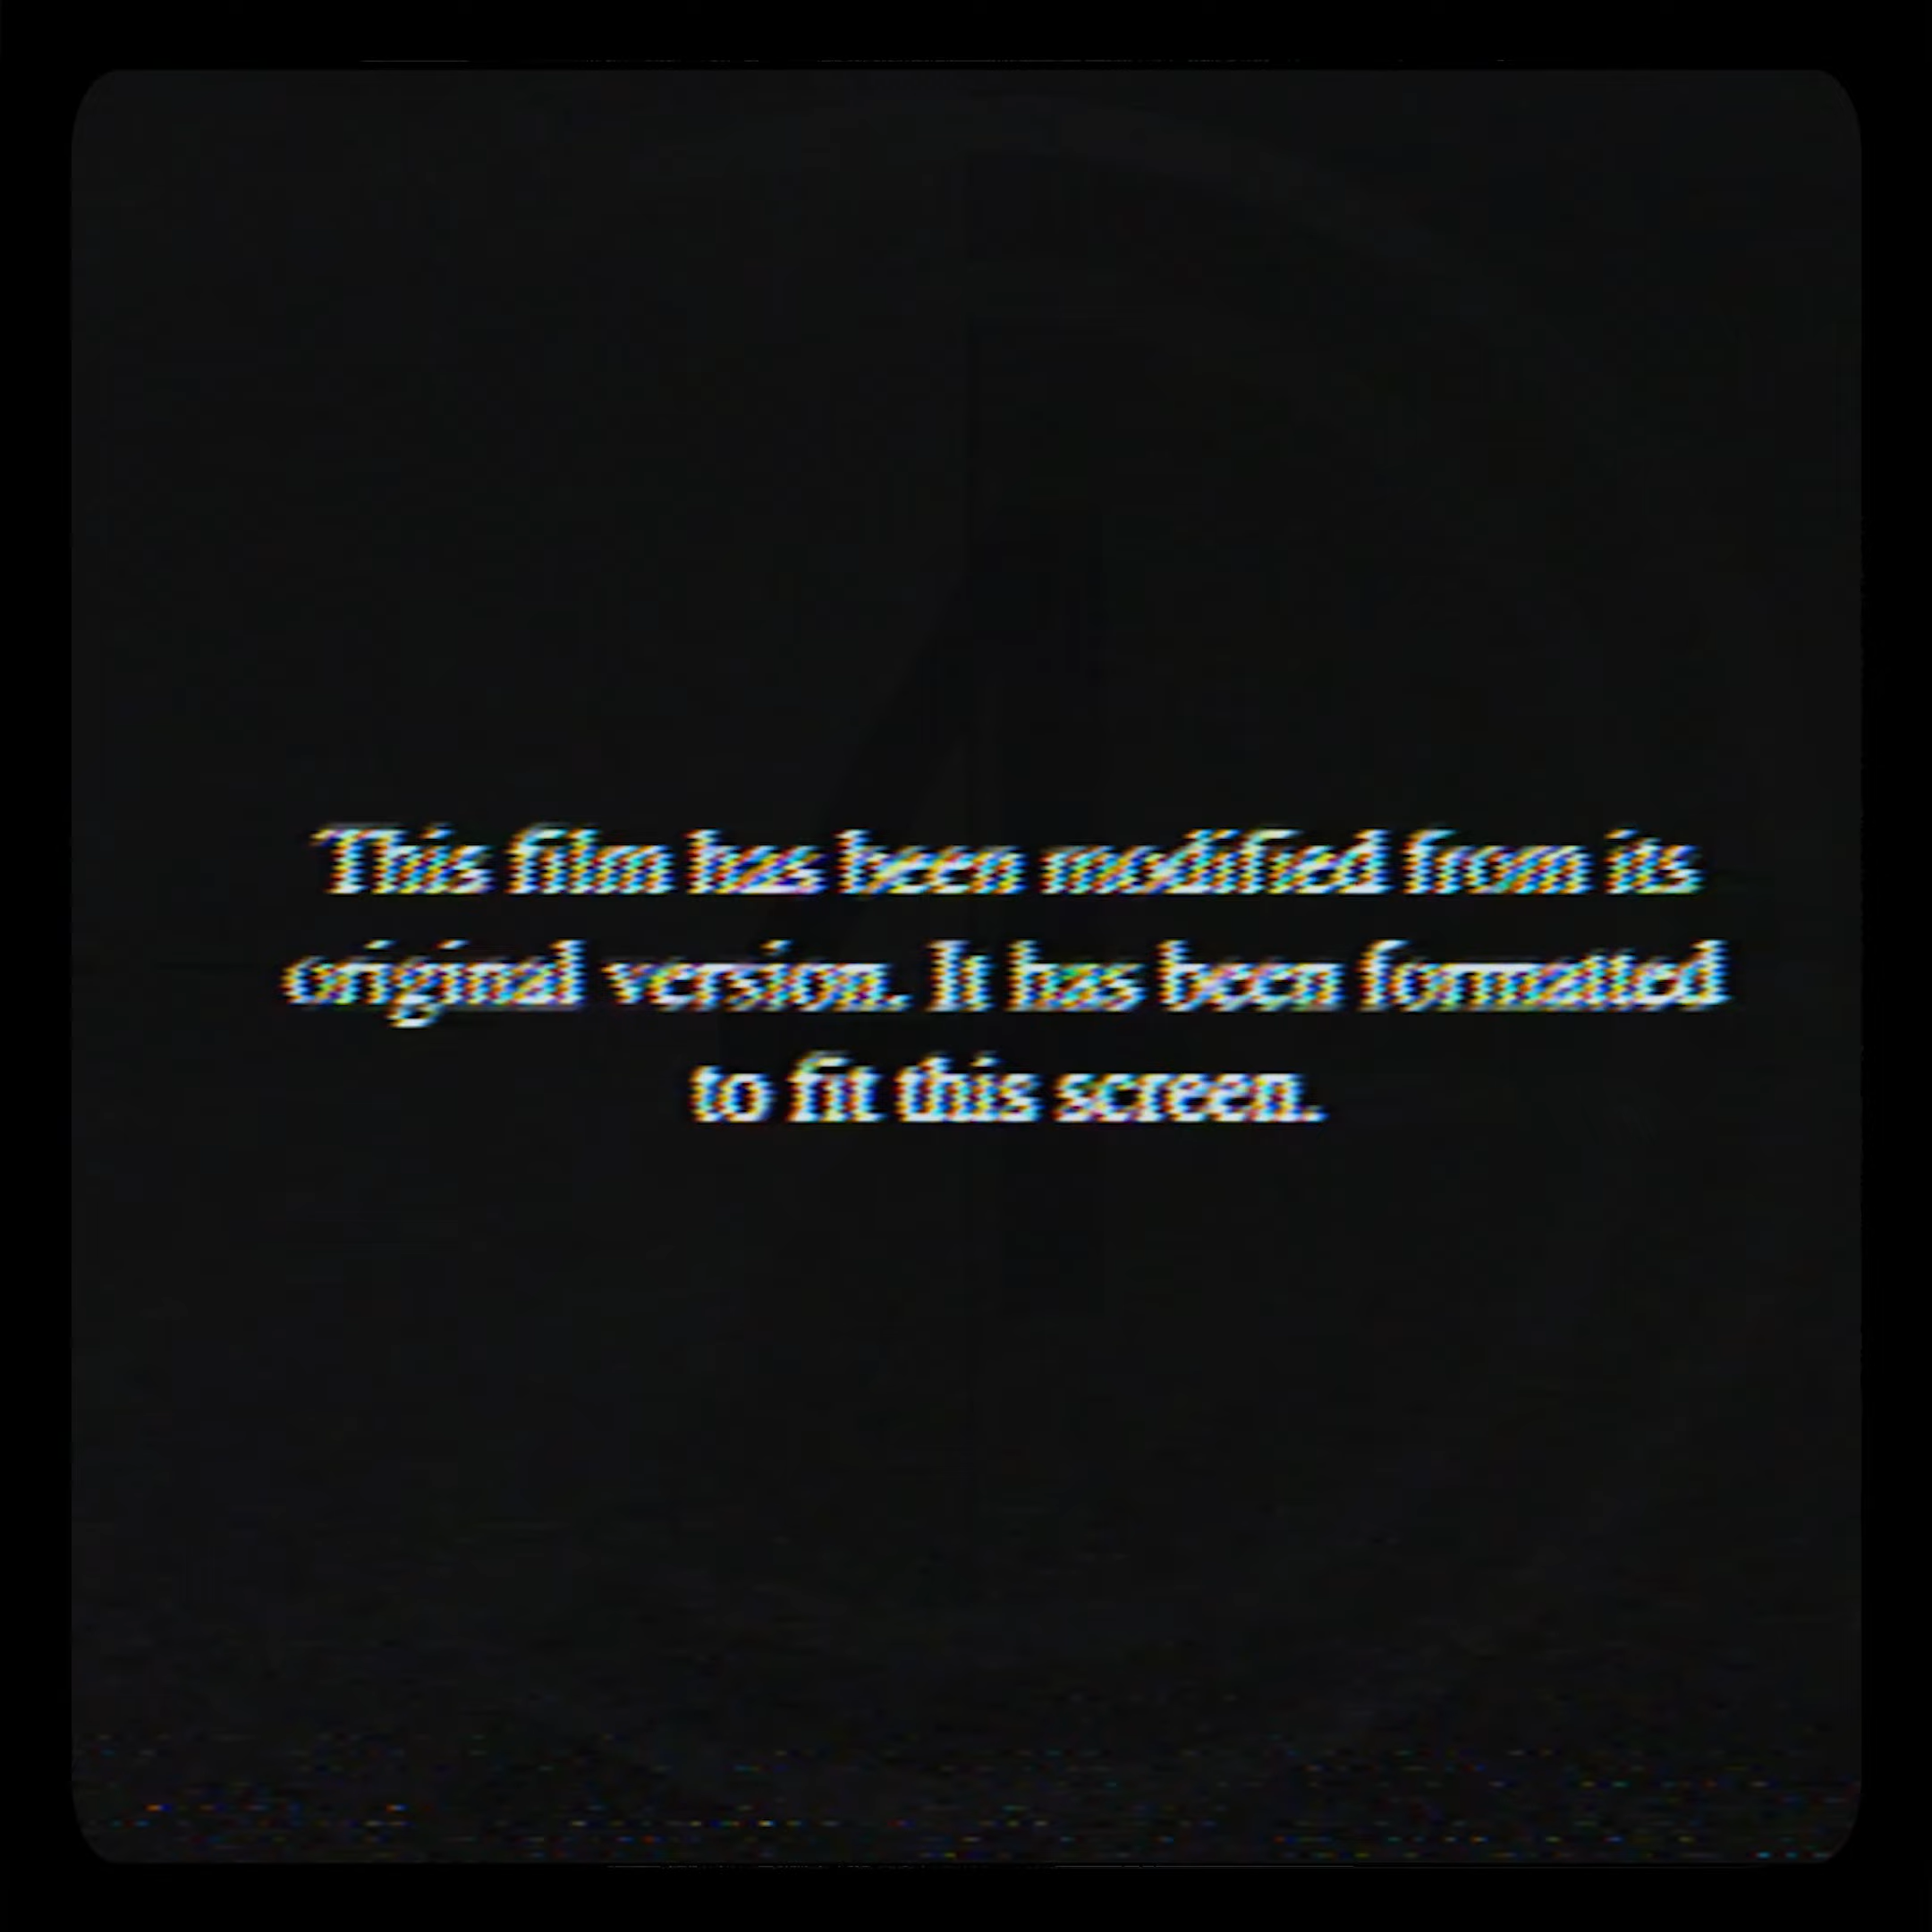 This film has been modified from its
original version. It has been formatted
to fit this screen.